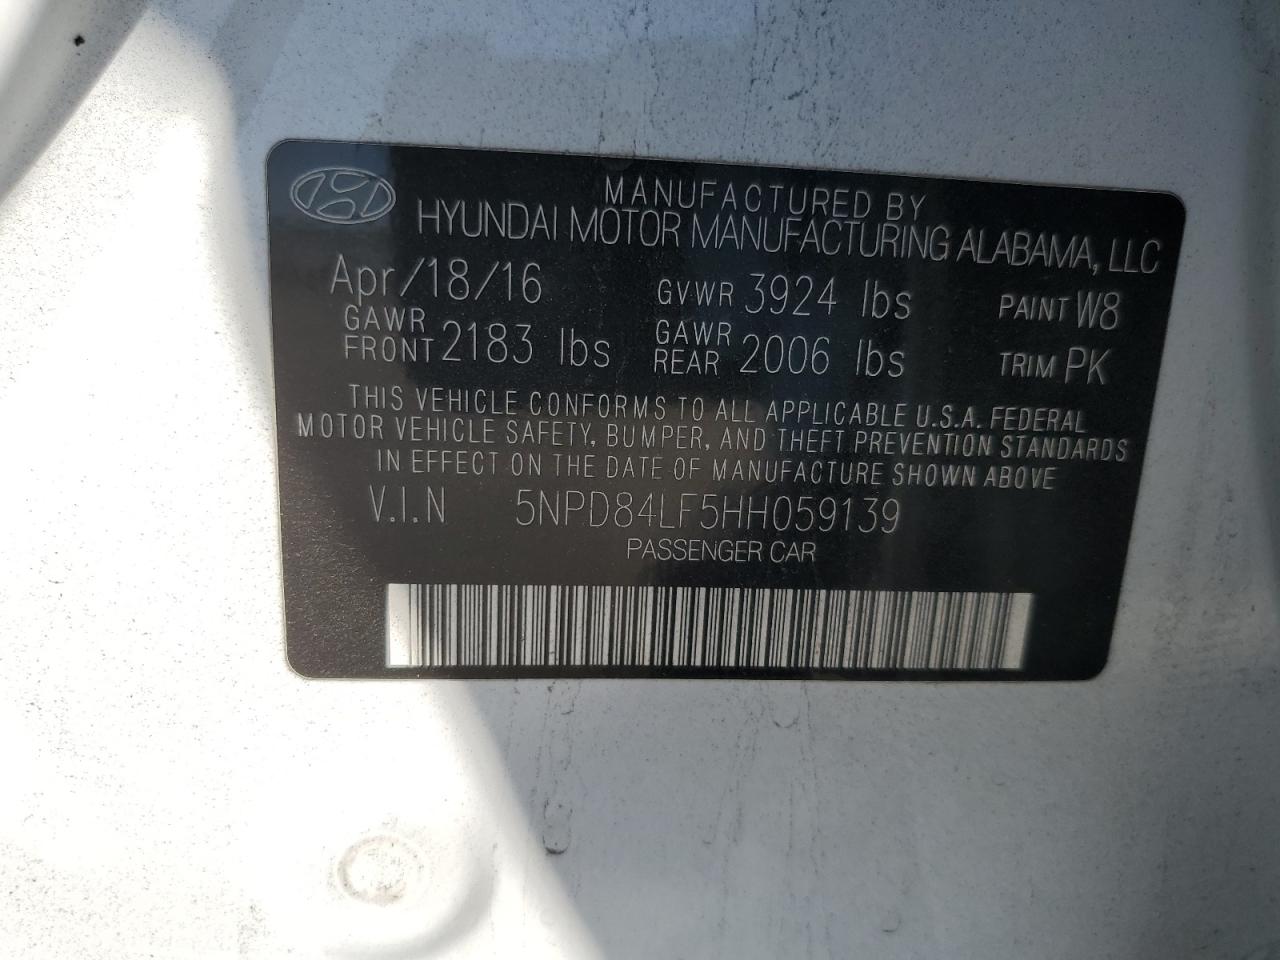 MANUFACTURED BY
HYUNDAI MOTOR MANUFACTURING ALABAMA, LLC
Apr/18/16 GVWR 3924 lbs PAINT W8
GAWR FRONT 2183 lbs GAWR REAR 2006 lbs TRIM PK
THIS VEHICLE CONFORMS TO ALL APPLICABLE U.S.A. FEDERAL
MOTOR VEHICLE SAFETY, BUMPER, AND THEFT PREVENTION STANDARDS
IN EFFECT ON THE DATE OF MANUFACTURE SHOWN ABOVE
V.I.N 5NPD84LF5HH059139
PASSENGER CAR